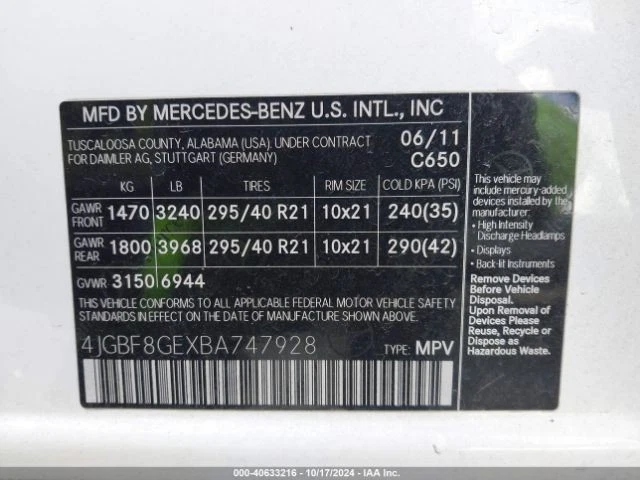 MFD BY MERCEDES-BENZ U.S. INTL., INC
TUSCALOOSA COUNTY, ALABAMA (USA), UNDER CONTRACT 06/11
FOR DAIMLER AG, STUTTGART (GERMANY) C650
KG LB TIRES RIM SIZE COLD KPA (PSI)
GAWR FRONT 1470 3240 295/40 R21 10x21 240(35)
GAWR REAR 1800 3968 295/40 R21 10x21 290(42)
GVWR 3150 6944
THIS VEHICLE CONFORMS TO ALL APPLICABLE FEDERAL MOTOR VEHICLE SAFETY,
BUMPER, AND THEFT PREVENTION STANDARDS IN EFFECT ON THE DATE OF
MANUFACTURE SHOWN ABOVE.
4JGBF8GEXBA747928 TYPE: MPV
This vehicle may
include mercury-added
devices installed by the
manufacturer:
• High Intensity
Discharge Headlamps
• Displays
• Back-lit Instruments
Remove Devices
Before Vehicle
Disposal.
Upon Removal of
Devices Please
Reuse, Recycle or
Dispose as
Hazardous Waste.
000-40633216 - 10/17/2024 - IAA Inc.